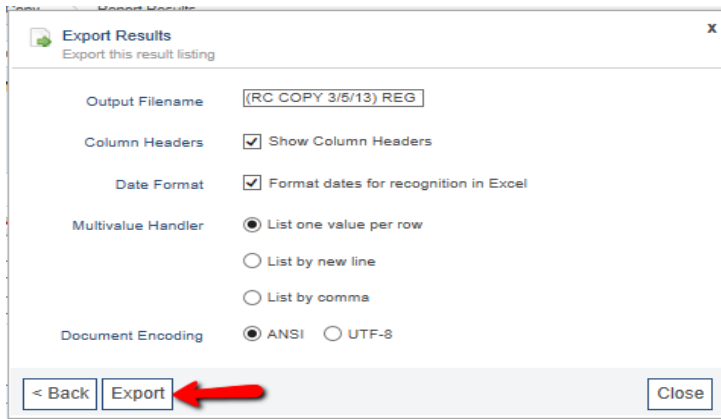 Report Results
Export Results
x
Export this result listing
Output Filename (RC COPY 3/5/13) REG
Column Headers Show Column Headers
Date Format Format dates for recognition in Excel
Multivalue Handler List one value per row
List by new line
List by comma
Document Encoding ANSI UTF-8
< Back Export Close